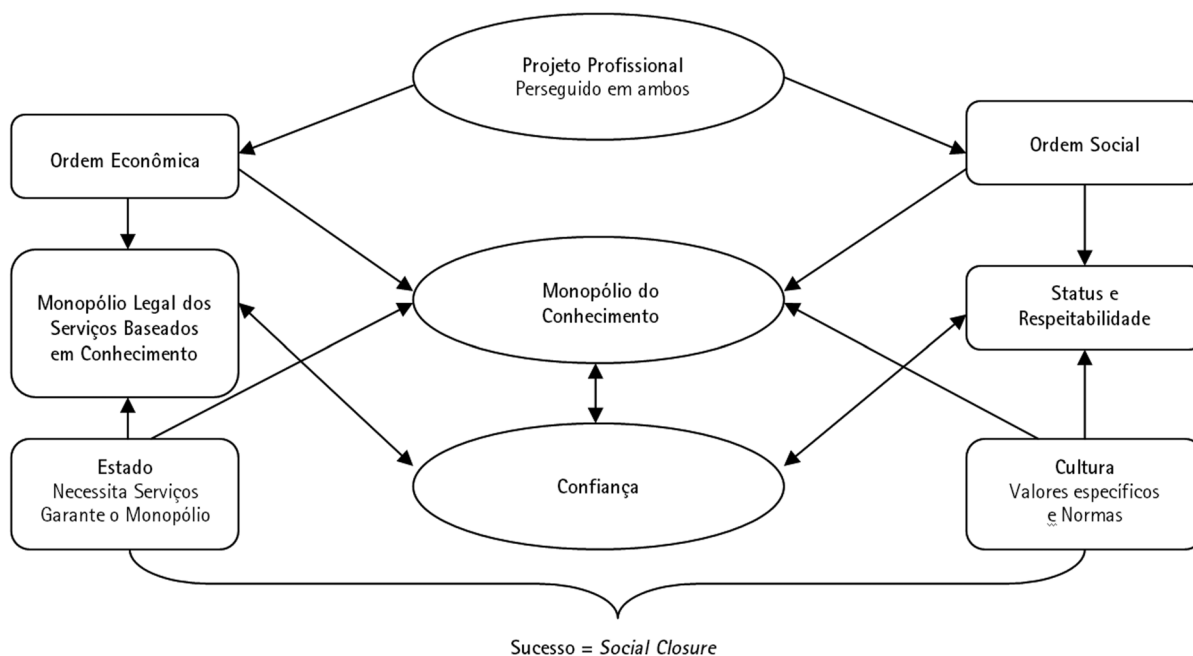 Projeto Profissional
Perseguido em ambos
Ordem Econômica
Ordem Social
Monopólio Legal dos
Serviços Baseados
em Conhecimento
Monopólio do
Conhecimento
Status e
Respeitabilidade
Estado
Necessita Serviços
Garante o Monopólio
Confiança
Cultura
Valores específicos
e Normas
Sucesso = Social Closure